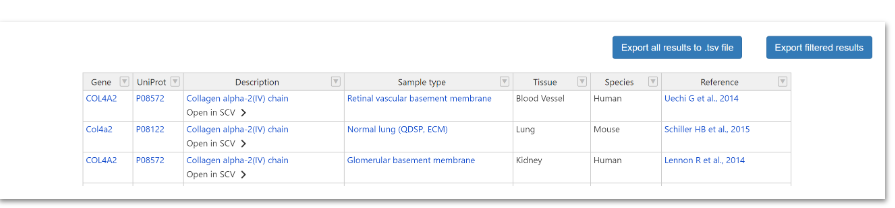 Export all results to .tsv file Export filtered results
Gene UniProt Description Sample type Tissue Species Reference
COL4A2 P08572 Collagen alpha-2(IV) chain Retinal vascular basement membrane Blood Vessel Human Uechi G et al., 2014
Open in SCV >
Col4a2 P08122 Collagen alpha-2(IV) chain Normal lung (QDSP, ECM) Lung Mouse Schiller HB et al., 2015
Open in SCV >
COL4A2 P08572 Collagen alpha-2(IV) chain Glomerular basement membrane Kidney Human Lennon R et al., 2014
Open in SCV >